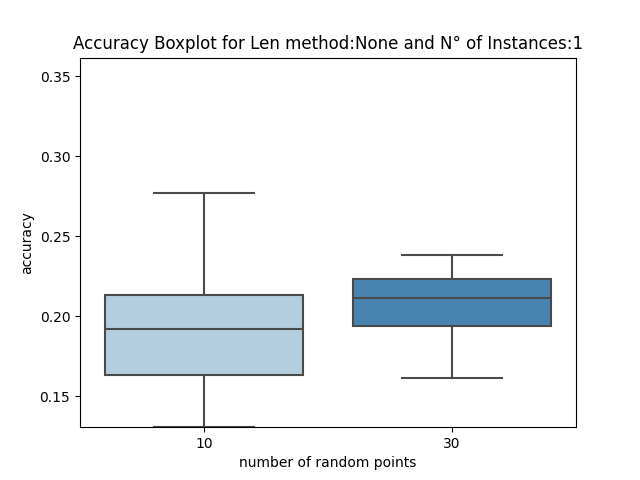 Accuracy Boxplot for Len method:None and N° of Instances:1
0.35
0.30
0.25
0.20
0.15
accuracy
10 30
number of random points